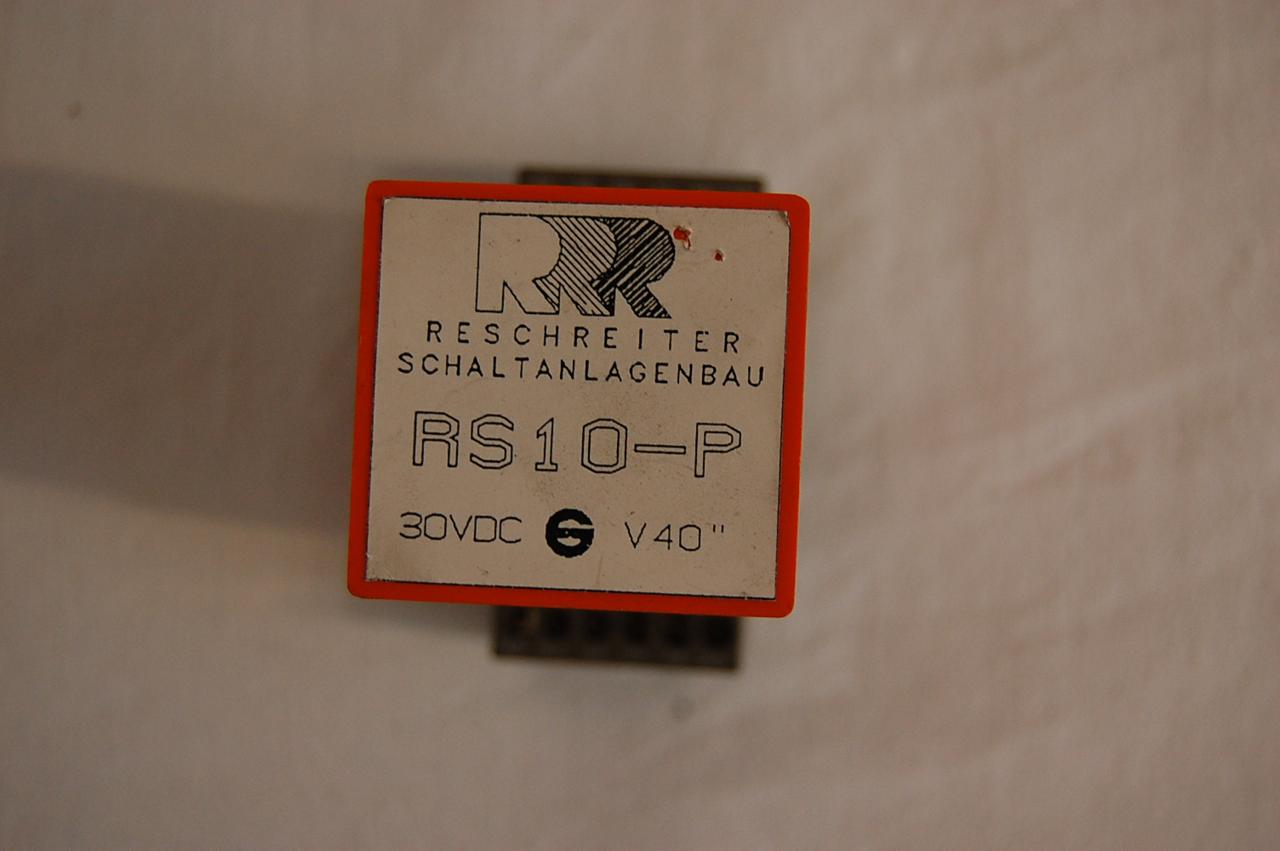 RRR
RESCHREITER
SCHALTANLAGENBAU
RS10-P
30VDC G V40"